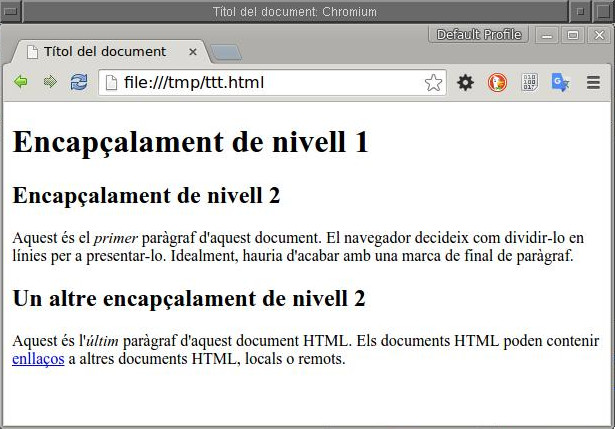 Títol del document: Chromium
Default Profile
Títol del document
file:///tmp/ttt.html
Encapçalament de nivell 1
Encapçalament de nivell 2
Aquest és el primer paràgraf d'aquest document. El navegador decideix com dividir-lo en
línies per a presentar-lo. Idealment, hauria d'acabar amb una marca de final de paràgraf.
Un altre encapçalament de nivell 2
Aquest és l'últim paràgraf d'aquest document HTML. Els documents HTML poden contenir
enllaços a altres documents HTML, locals o remots.